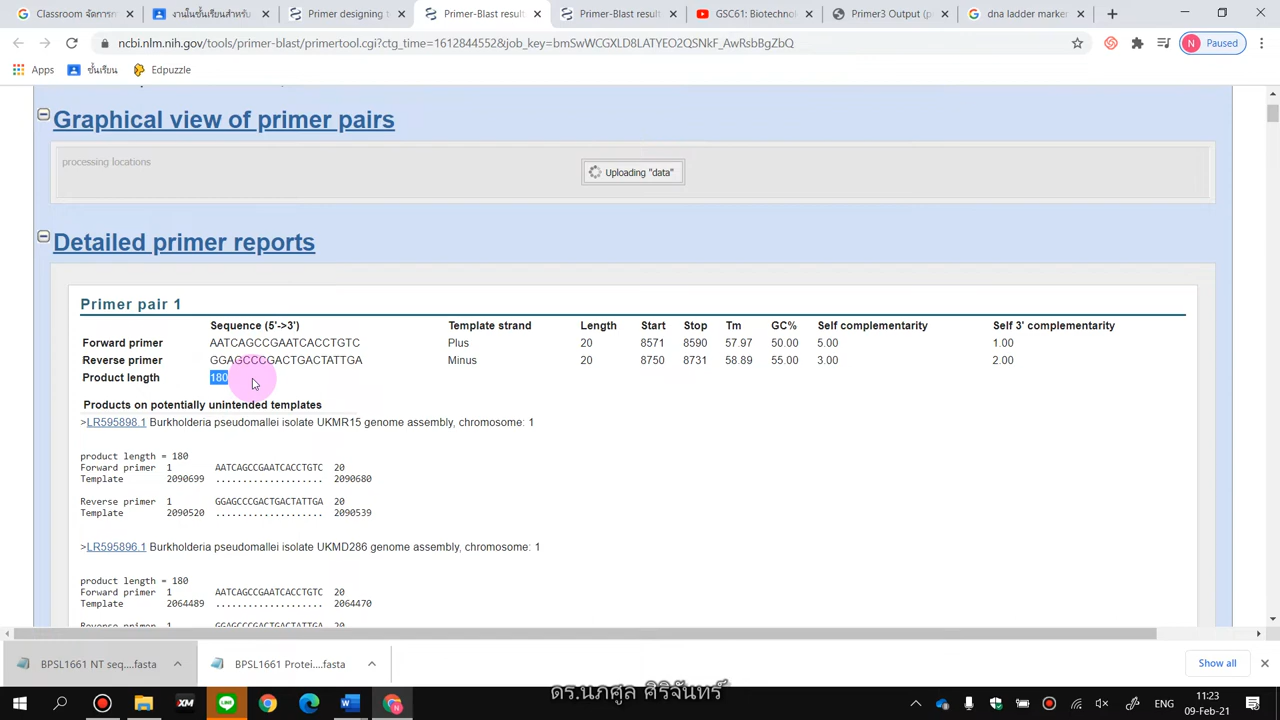 Classroom จัดการก
งานในชั้นเรียนสำหรับ
Primer designing t
Primer-Blast resul
Primer-Blast result
GSC61: Biotechno
Primer3 Output (pr
dna ladder marker
ncbi.nlm.nih.gov/tools/primer-blast/primertool.cgi?ctg_time=1612844552&job_key=bmSwWCGXLD8LATYEO2QSNkF_AwRsbBgZbQ
N Paused
Apps
ชั้นเรียน
Edpuzzle
Graphical view of primer pairs
processing locations
Uploading "data"
Detailed primer reports
Primer pair 1
Sequence (5'->3') Template strand Length Start Stop Tm GC% Self complementarity Self 3' complementarity
Forward primer AATCAGCCGAATCACCTGTC Plus 20 8571 8590 57.97 50.00 5.00 1.00
Reverse primer GGAGCCCGACTGACTATTGA Minus 20 8750 8731 58.89 55.00 3.00 2.00
Product length 180
Products on potentially unintended templates
>LR595898.1 Burkholderia pseudomallei isolate UKMR15 genome assembly, chromosome: 1
product length = 180
Forward primer 1 AATCAGCCGAATCACCTGTC 20
Template 2090699 .................... 2090680
Reverse primer 1 GGAGCCCGACTGACTATTGA 20
Template 2090520 .................... 2090539
>LR595896.1 Burkholderia pseudomallei isolate UKMD286 genome assembly, chromosome: 1
product length = 180
Forward primer 1 AATCAGCCGAATCACCTGTC 20
Template 2064489 .................... 2064470
Reverse primer 1 GGAGCCCGACTGACTATTGA 20
BPSL1661 NT seq....fasta
BPSL1661 Protei....fasta
Show all
ดร.นภศูล ศิริจันทร์
ENG
11:23
09-Feb-21